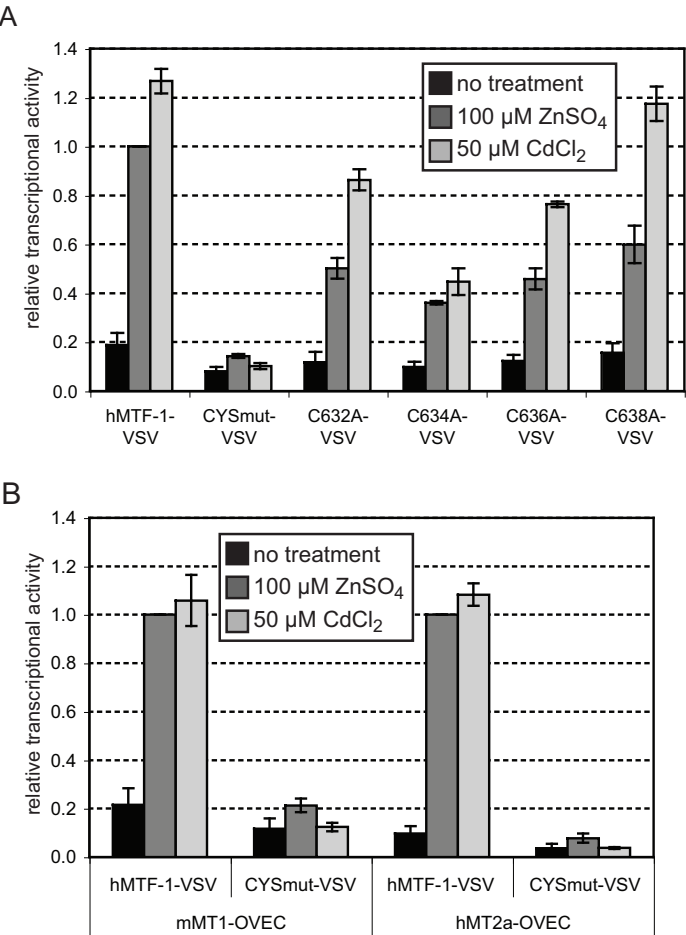 A
relative transcriptional activity
1.4
1.2
1.0
0.8
0.6
0.4
0.2
0.0
no treatment
100 µM ZnSO4
50 µM CdCl2
hMTF-1-VSV
CYSmut-VSV
C632A-VSV
C634A-VSV
C636A-VSV
C638A-VSV
B
relative transcriptional activity
1.4
1.2
1.0
0.8
0.6
0.4
0.2
0.0
no treatment
100 µM ZnSO4
50 µM CdCl2
hMTF-1-VSV CYSmut-VSV hMTF-1-VSV CYSmut-VSV
mMT1-OVEC hMT2a-OVEC